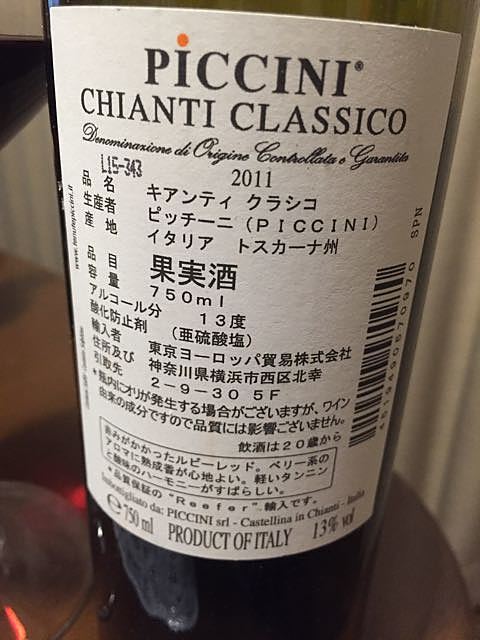 PICCINI®
CHIANTI CLASSICO
Denominazione di Origine Controllata e Garantita
L15-343
2011
品名 キアンティ クラシコ
生産者 ピッチーニ（PICCINI）
産地 イタリア トスカーナ州
品目 果実酒
容量 750ml
アルコール分 13度
酸化防止剤 （亜硫酸塩）
輸入者 東京ヨーロッパ貿易株式会社
住所及び 神奈川県横浜市西区北幸
引取先 2-9-30 5F
*瓶内にオリが発生する場合がございますが、ワイン
由来の成分ですので品質には影響ございません。
飲酒は20歳から
赤みがかかったルビーレッド。ベリー系の
アロマに熟成香が心地よい。軽いタンニン
と酸味のハーモニーがすばらしい。
*品質保証の"Reefer"輸入です。
Imbottigliato da: PICCINI srl - Castellina in Chianti - Italia
e 750 ml PRODUCT OF ITALY 13% vol
www.tenutepiccini.it
SPN